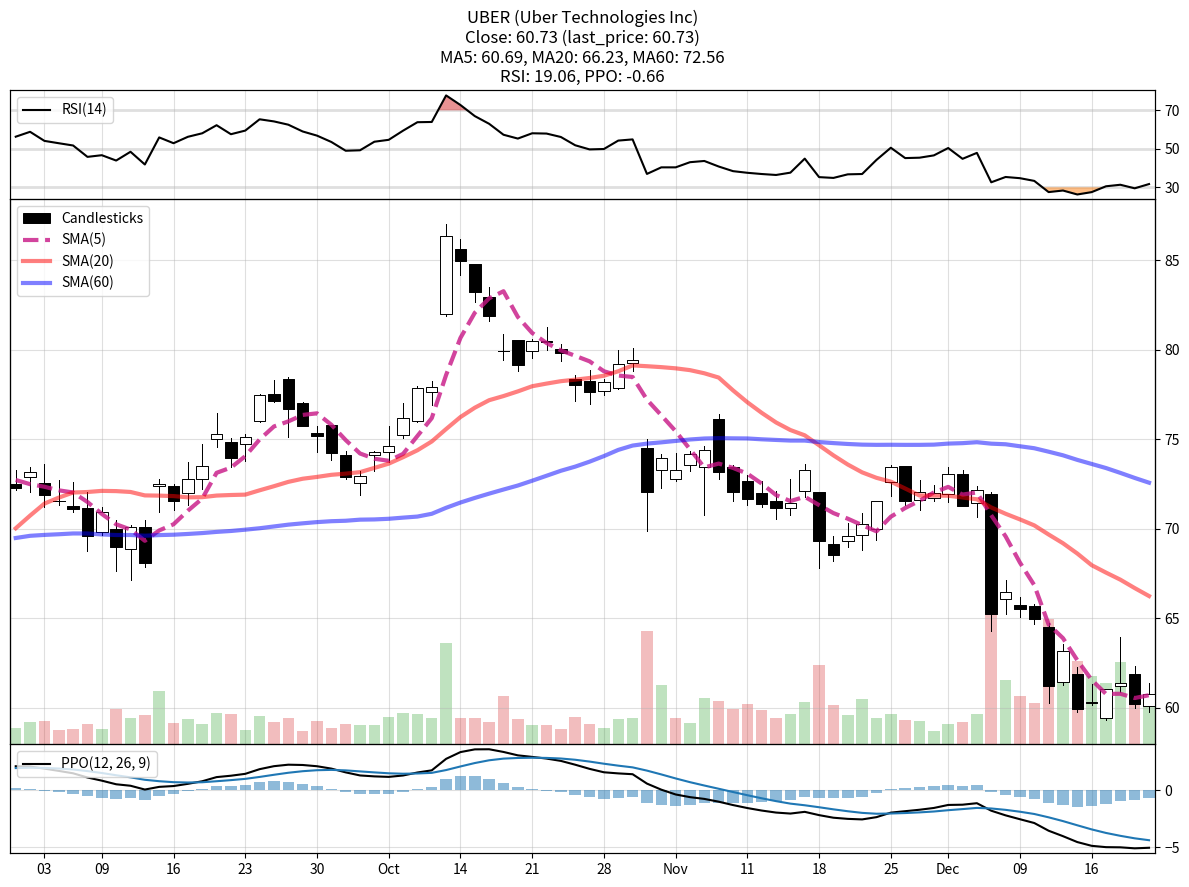 UBER (Uber Technologies Inc)
Close: 60.73 (last_price: 60.73)
MA5: 60.69, MA20: 66.23, MA60: 72.56
RSI: 19.06, PPO: -0.66
RSI(14)
70
50
30
Candlesticks
SMA(5)
SMA(20)
SMA(60)
85
80
75
70
65
60
PPO(12, 26, 9)
0
−5
03 09 16 23 30 Oct 14 21 28 Nov 11 18 25 Dec 09 16